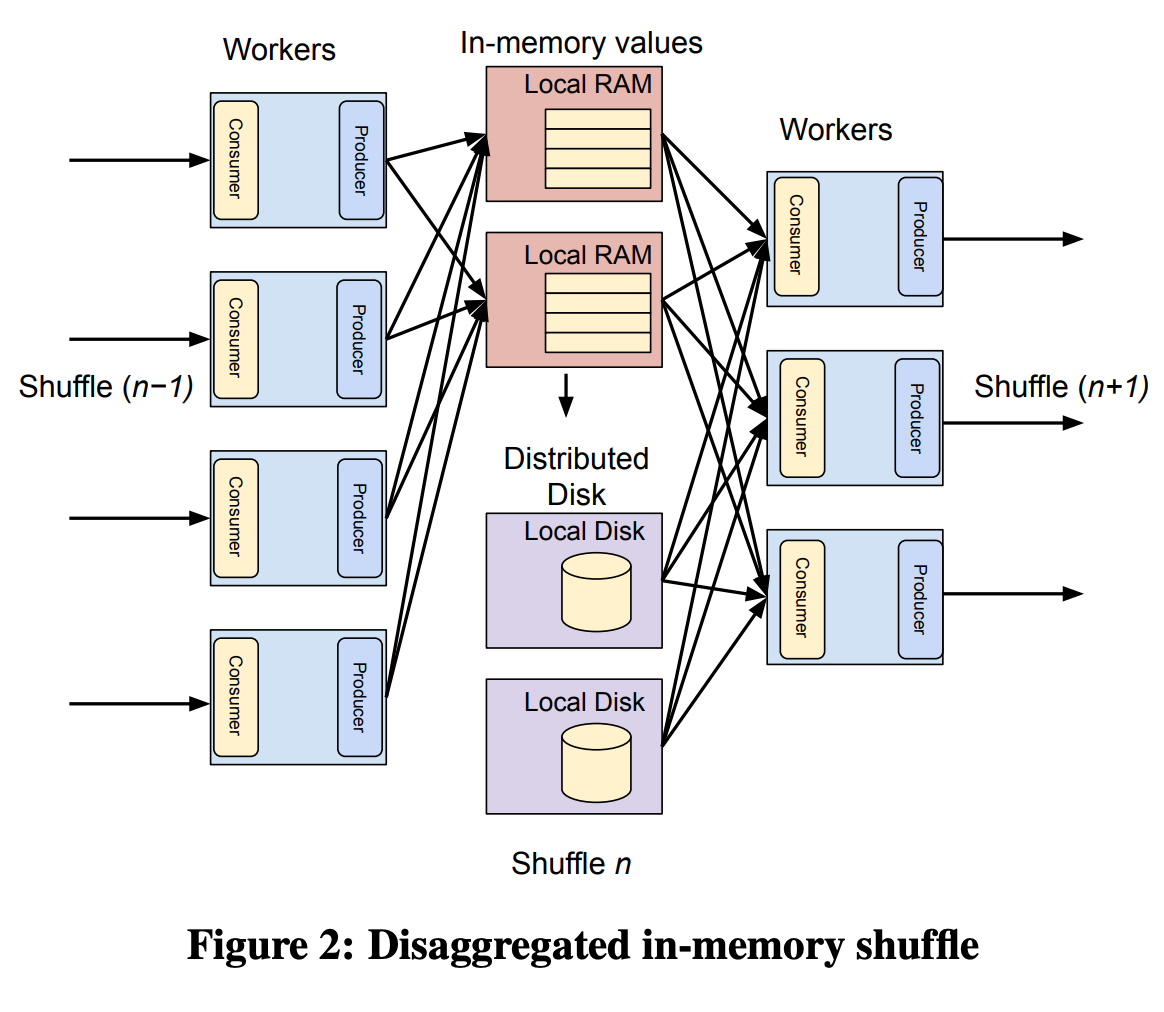 Workers
Consumer
Producer
Consumer
Producer
Shuffle (n−1)
Consumer
Producer
Consumer
Producer
In-memory values
Local RAM
Local RAM
Distributed
Disk
Local Disk
Local Disk
Shuffle n
Workers
Consumer
Producer
Consumer
Producer
Shuffle (n+1)
Consumer
Producer
Figure 2: Disaggregated in-memory shuffle